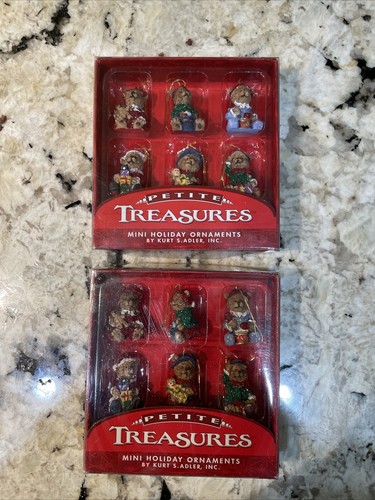 PETITE
TREASURES
MINI HOLIDAY ORNAMENTS
BY KURT S.ADLER, INC.
PETITE
TREASURES
MINI HOLIDAY ORNAMENTS
BY KURT S.ADLER, INC.